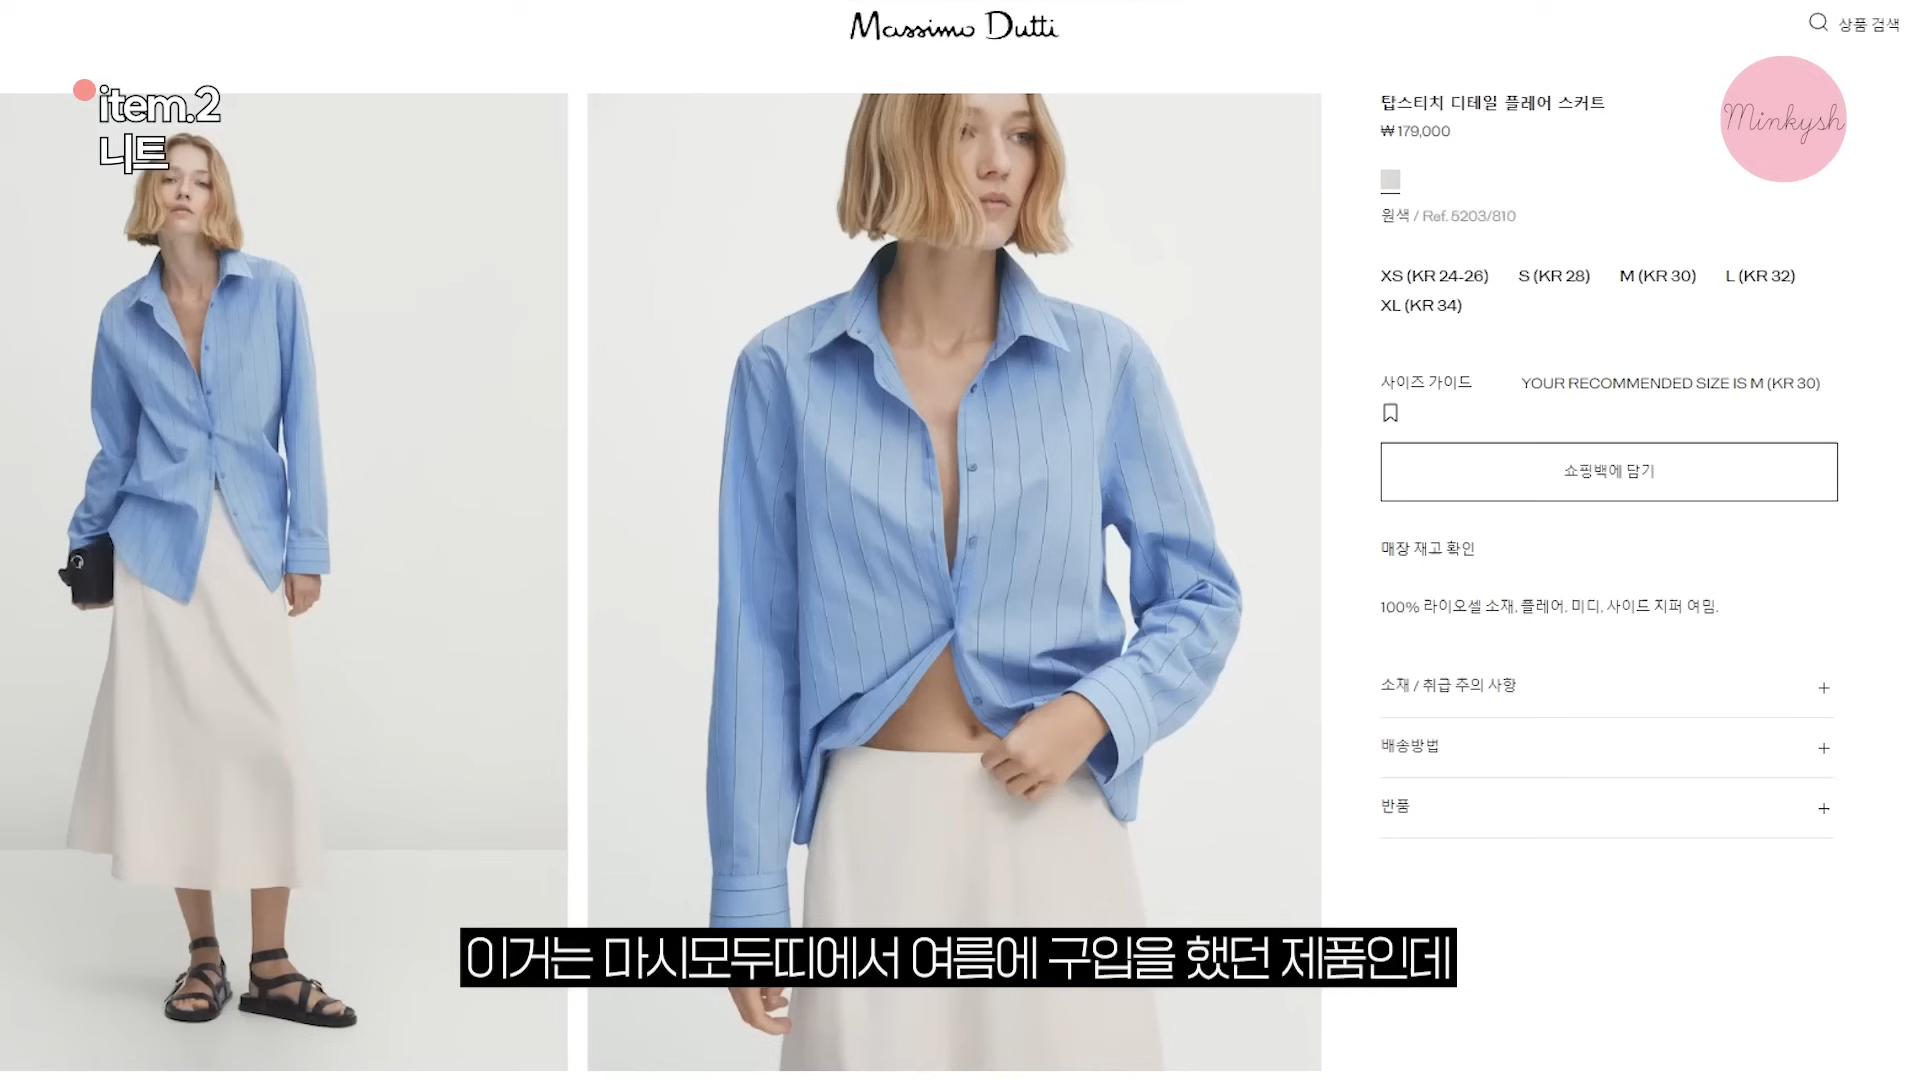 Massimo Dutti
상품 검색
item.2
니트
Minkysh
탑스티치 디테일 플레어 스커트
₩179,000
원색 / Ref. 5203/810
XS (KR 24-26) S (KR 28) M (KR 30) L (KR 32)
XL (KR 34)
사이즈 가이드 YOUR RECOMMENDED SIZE IS M (KR 30)
쇼핑백에 담기
매장 재고 확인
100% 라이오셀 소재. 플레어. 미디. 사이드 지퍼 여밈.
소재 / 취급 주의 사항 +
배송방법 +
반품 +
이거는 마시모두띠에서 여름에 구입을 했던 제품인데